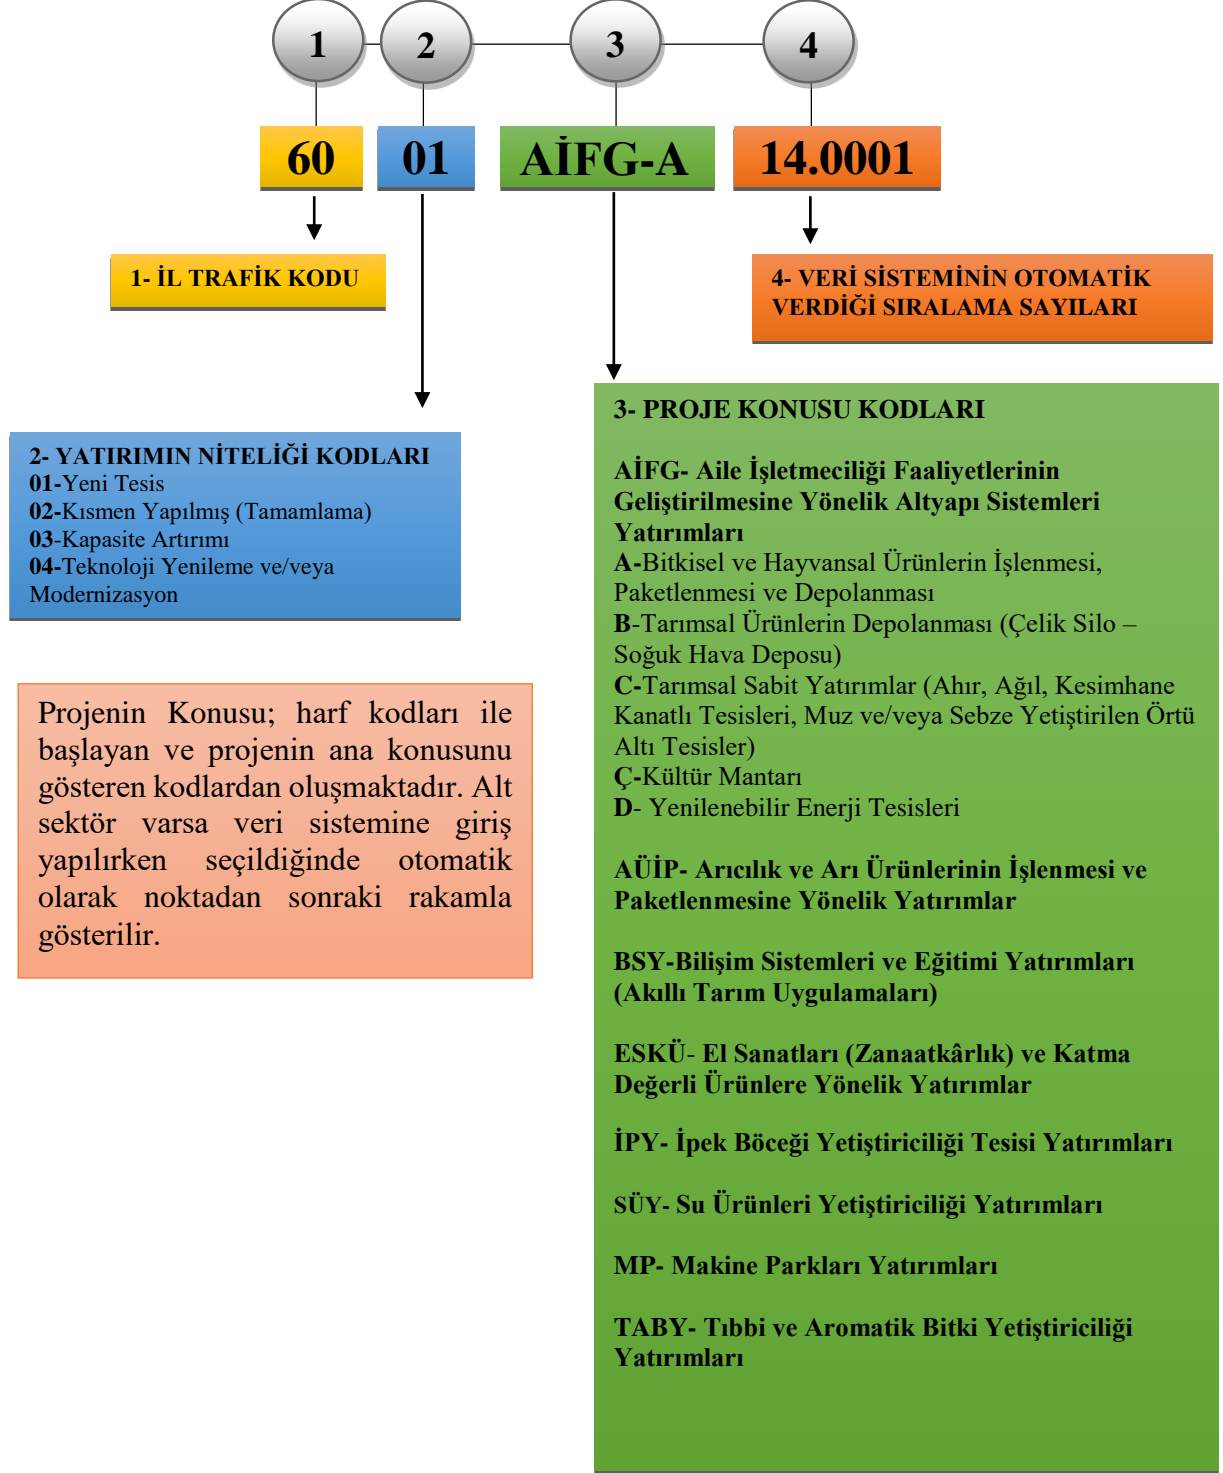 1 2 3 4
60 01 AİFG-A 14.0001
1- İL TRAFİK KODU
4- VERİ SİSTEMİNİN OTOMATİK
VERDİĞİ SIRALAMA SAYILARI
2- YATIRIMIN NİTELİĞİ KODLARI
01-Yeni Tesis
02-Kısmen Yapılmış (Tamamlama)
03-Kapasite Artırımı
04-Teknoloji Yenileme ve/veya
Modernizasyon
Projenin Konusu; harf kodları ile
başlayan ve projenin ana konusunu
gösteren kodlardan oluşmaktadır. Alt
sektör varsa veri sistemine giriş
yapılırken seçildiğinde otomatik
olarak noktadan sonraki rakamla
gösterilir.
3- PROJE KONUSU KODLARI
AİFG- Aile İşletmeciliği Faaliyetlerinin
Geliştirilmesine Yönelik Altyapı Sistemleri
Yatırımları
A-Bitkisel ve Hayvansal Ürünlerin İşlenmesi,
Paketlenmesi ve Depolanması
B-Tarımsal Ürünlerin Depolanması (Çelik Silo –
Soğuk Hava Deposu)
C-Tarımsal Sabit Yatırımlar (Ahır, Ağıl, Kesimhane
Kanatlı Tesisleri, Muz ve/veya Sebze Yetiştirilen Örtü
Altı Tesisler)
Ç-Kültür Mantarı
D- Yenilenebilir Enerji Tesisleri
AÜİP- Arıcılık ve Arı Ürünlerinin İşlenmesi ve
Paketlenmesine Yönelik Yatırımlar
BSY-Bilişim Sistemleri ve Eğitimi Yatırımları
(Akıllı Tarım Uygulamaları)
ESKÜ- El Sanatları (Zanaatkârlık) ve Katma
Değerli Ürünlere Yönelik Yatırımlar
İPY- İpek Böceği Yetiştiriciliği Tesisi Yatırımları
SÜY- Su Ürünleri Yetiştiriciliği Yatırımları
MP- Makine Parkları Yatırımları
TABY- Tıbbi ve Aromatik Bitki Yetiştiriciliği
Yatırımları